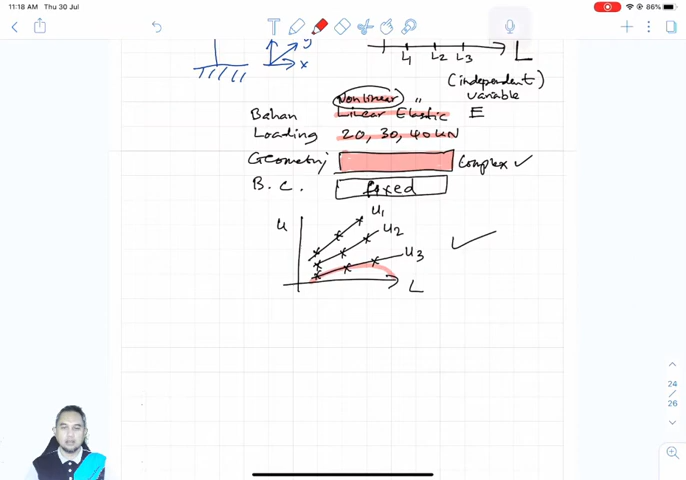 11:18 AM Thu 30 Jul
86%
y
x
L1 L2 L3 L
(independent)
variable
Nonlinear "
Bahan Linear Elastic E
Loading 20, 30, 40 kN
Geometry Complex ✓
B.C. fixed
u
u1
u2
u3
L
24
26